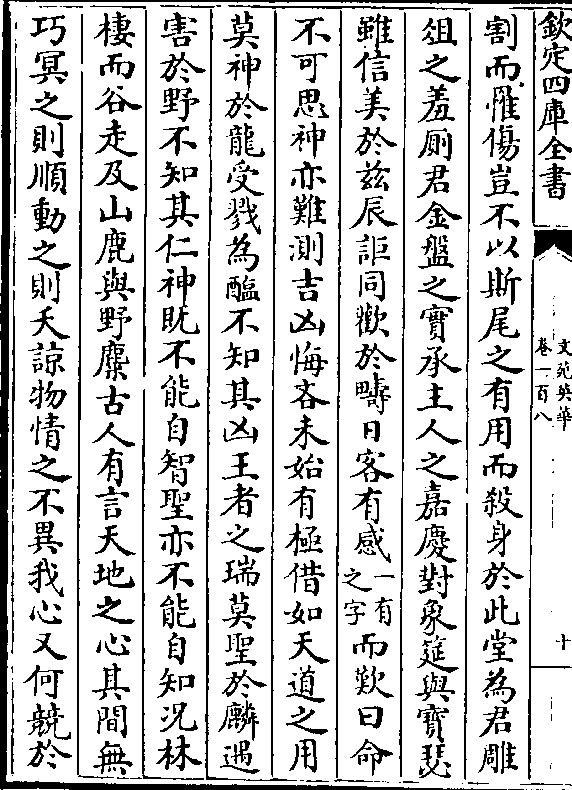 欽定四庫全書
文苑英華
卷一百八
十
割而罹傷豈不以斯尾之有用而殺身於此堂為君雕
俎之羞厠君金盤之實承主人之嘉慶對象筵與寶瑟
雖信美於兹辰詎同歡於疇日客有感一有之字而歎曰命
不可思神亦難測吉凶悔吝未始有極借如天道之用
莫神於龍受戮為醢不知其凶王者之瑞莫聖於麟遇
害於野不知其仁神既不能自智聖亦不能自知况林
棲而谷走及山鹿與野麋古人有言天地之心其間無
巧冥之則順動之則夭諒物情之不異我心又何競於